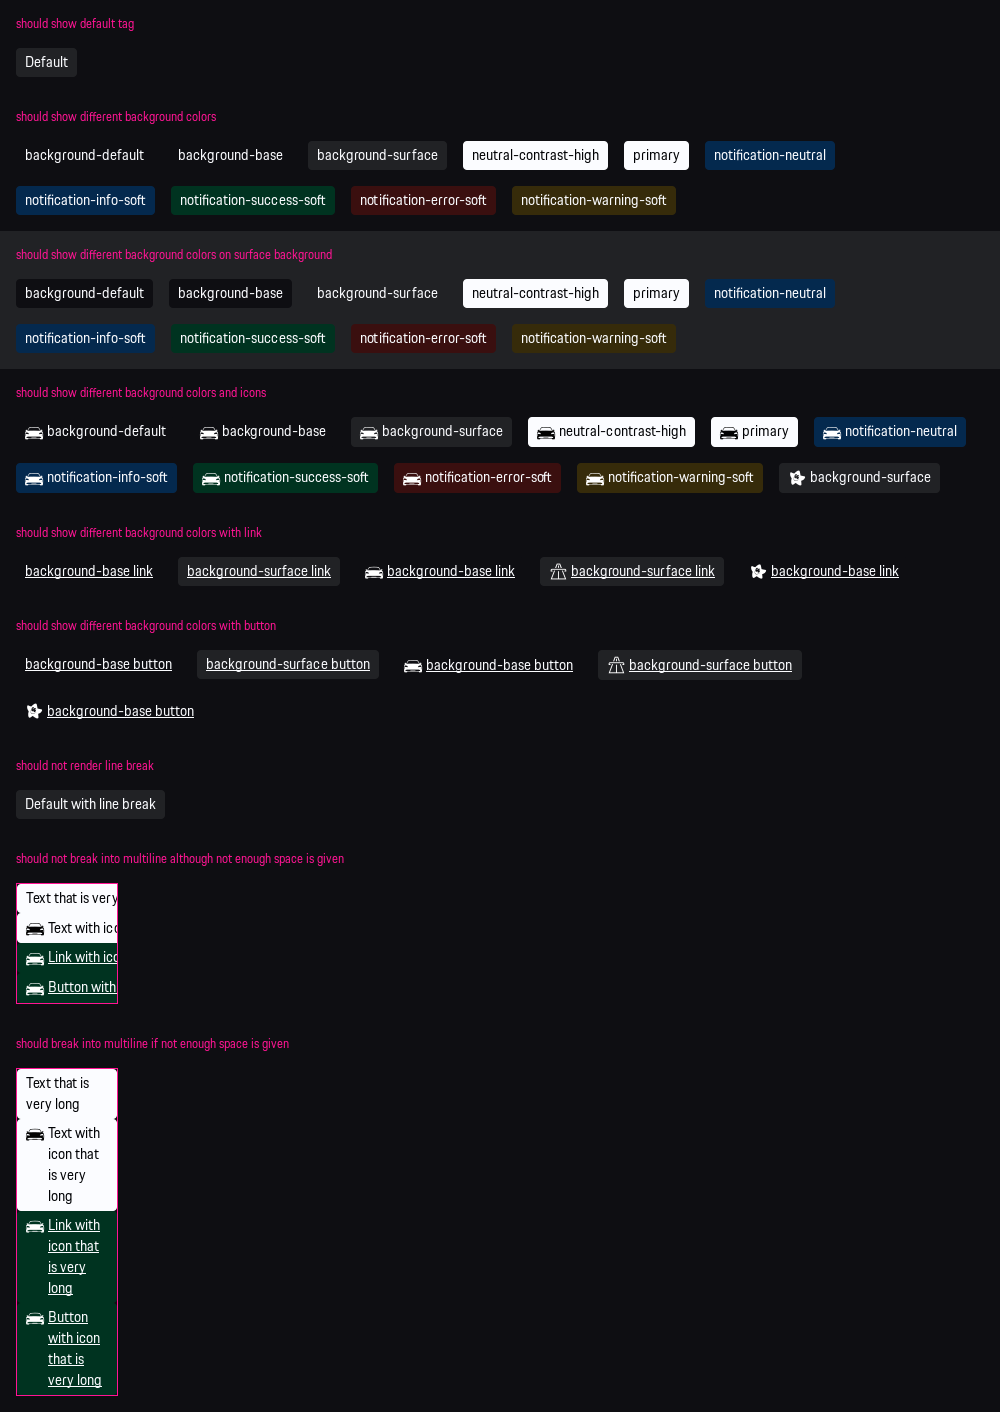 should show default tag
Default
should show different background colors
background-default background-base background-surface neutral-contrast-high primary notification-neutral
notification-info-soft notification-success-soft notification-error-soft notification-warning-soft
should show different background colors on surface background
background-default background-base background-surface neutral-contrast-high primary notification-neutral
notification-info-soft notification-success-soft notification-error-soft notification-warning-soft
should show different background colors and icons
background-default background-base background-surface neutral-contrast-high primary notification-neutral
notification-info-soft notification-success-soft notification-error-soft notification-warning-soft background-surface
should show different background colors with link
background-base link background-surface link background-base link background-surface link background-base link
should show different background colors with button
background-base button background-surface button background-base button background-surface button
background-base button
should not render line break
Default with line break
should not break into multiline although not enough space is given
Text that is very
Text with ico
Link with ico
Button with
should break into multiline if not enough space is given
Text that is
very long
Text with
icon that
is very
long
Link with
icon that
is very
long
Button
with icon
that is
very long